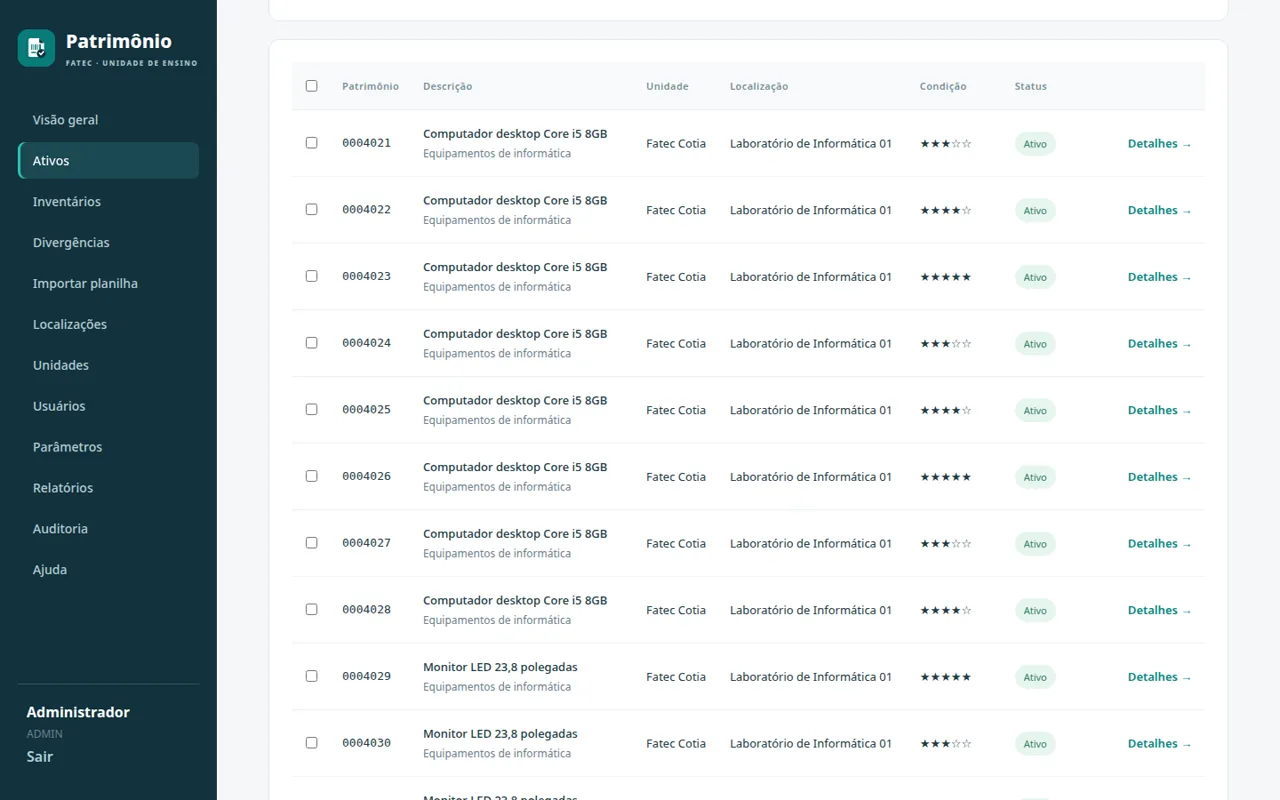 Patrimônio
FATEC · UNIDADE DE ENSINO
Visão geral
Ativos
Inventários
Divergências
Importar planilha
Localizações
Unidades
Usuários
Parâmetros
Relatórios
Auditoria
Ajuda
Administrador
ADMIN
Sair
Patrimônio Descrição Unidade Localização Condição Status
0004021 Computador desktop Core i5 8GB Fatec Cotia Laboratório de Informática 01 ★★★☆☆ Ativo Detalhes →
Equipamentos de informática
0004022 Computador desktop Core i5 8GB Fatec Cotia Laboratório de Informática 01 ★★★★☆ Ativo Detalhes →
Equipamentos de informática
0004023 Computador desktop Core i5 8GB Fatec Cotia Laboratório de Informática 01 ★★★★★ Ativo Detalhes →
Equipamentos de informática
0004024 Computador desktop Core i5 8GB Fatec Cotia Laboratório de Informática 01 ★★★☆☆ Ativo Detalhes →
Equipamentos de informática
0004025 Computador desktop Core i5 8GB Fatec Cotia Laboratório de Informática 01 ★★★★☆ Ativo Detalhes →
Equipamentos de informática
0004026 Computador desktop Core i5 8GB Fatec Cotia Laboratório de Informática 01 ★★★★★ Ativo Detalhes →
Equipamentos de informática
0004027 Computador desktop Core i5 8GB Fatec Cotia Laboratório de Informática 01 ★★★☆☆ Ativo Detalhes →
Equipamentos de informática
0004028 Computador desktop Core i5 8GB Fatec Cotia Laboratório de Informática 01 ★★★★☆ Ativo Detalhes →
Equipamentos de informática
0004029 Monitor LED 23,8 polegadas Fatec Cotia Laboratório de Informática 01 ★★★★★ Ativo Detalhes →
Equipamentos de informática
0004030 Monitor LED 23,8 polegadas Fatec Cotia Laboratório de Informática 01 ★★★☆☆ Ativo Detalhes →
Equipamentos de informática
Monitor LED 23,8 polegadas